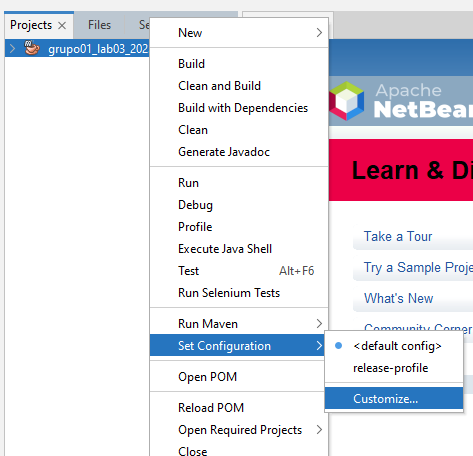 Projects
Files
Se
grupo01_lab03_202
New
Build
Clean and Build
Build with Dependencies
Clean
Generate Javadoc
Run
Debug
Profile
Execute Java Shell
Test Alt+F6
Run Selenium Tests
Run Maven
Set Configuration
Open POM
Reload POM
Open Required Projects
Close
<default config>
release-profile
Customize...
Apache
NetBean
Learn & Di
Take a Tour
Try a Sample Proje
What's New
Community Corner